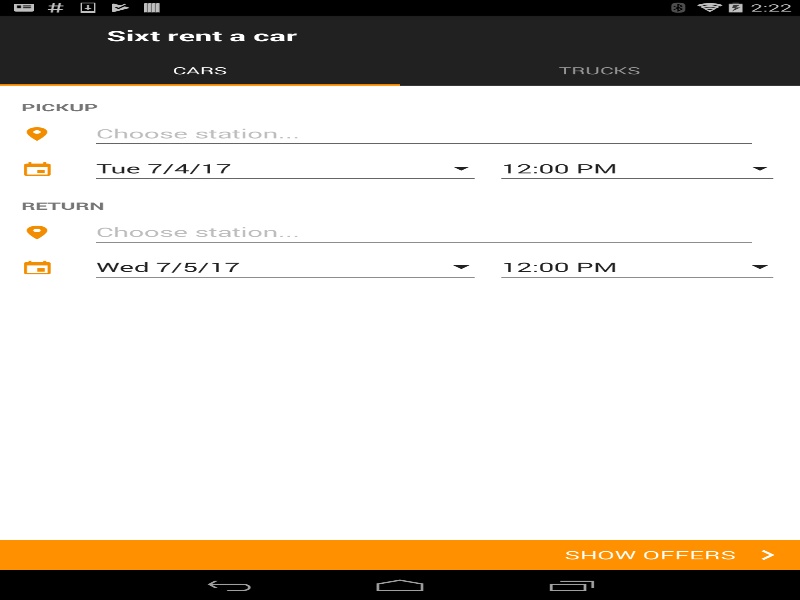 2:22
Sixt rent a car
CARS TRUCKS
PICKUP
Choose station...
Tue 7/4/17 12:00 PM
RETURN
Choose station...
Wed 7/5/17 12:00 PM
SHOW OFFERS